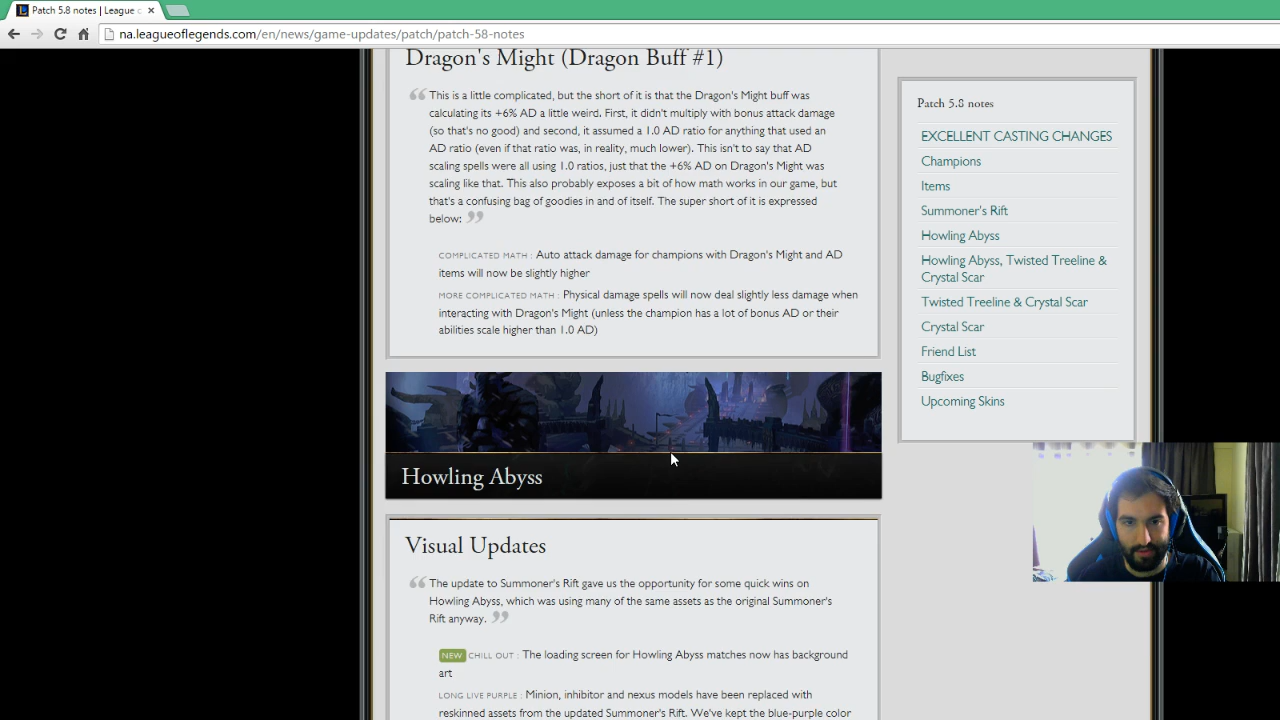 Patch 5.8 notes | League c
na.leagueoflegends.com/en/news/game-updates/patch/patch-58-notes
Dragon's Might (Dragon Buff #1)
This is a little complicated, but the short of it is that the Dragon's Might buff was
calculating its +6% AD a little weird. First, it didn't multiply with bonus attack damage
(so that's no good) and second, it assumed a 1.0 AD ratio for anything that used an
AD ratio (even if that ratio was, in reality, much lower). This isn't to say that AD
scaling spells were all using 1.0 ratios, just that the +6% AD on Dragon's Might was
scaling like that. This also probably exposes a bit of how math works in our game, but
that's a confusing bag of goodies in and of itself. The super short of it is expressed
below:
COMPLICATED MATH : Auto attack damage for champions with Dragon's Might and AD
items will now be slightly higher
MORE COMPLICATED MATH : Physical damage spells will now deal slightly less damage when
interacting with Dragon's Might (unless the champion has a lot of bonus AD or their
abilities scale higher than 1.0 AD)
Howling Abyss
Visual Updates
The update to Summoner's Rift gave us the opportunity for some quick wins on
Howling Abyss, which was using many of the same assets as the original Summoner's
Rift anyway.
NEW CHILL OUT : The loading screen for Howling Abyss matches now has background
art
LONG LIVE PURPLE : Minion, inhibitor and nexus models have been replaced with
reskinned assets from the updated Summoner's Rift. We've kept the blue-purple color
Patch 5.8 notes
EXCELLENT CASTING CHANGES
Champions
Items
Summoner's Rift
Howling Abyss
Howling Abyss, Twisted Treeline &
Crystal Scar
Twisted Treeline & Crystal Scar
Crystal Scar
Friend List
Bugfixes
Upcoming Skins